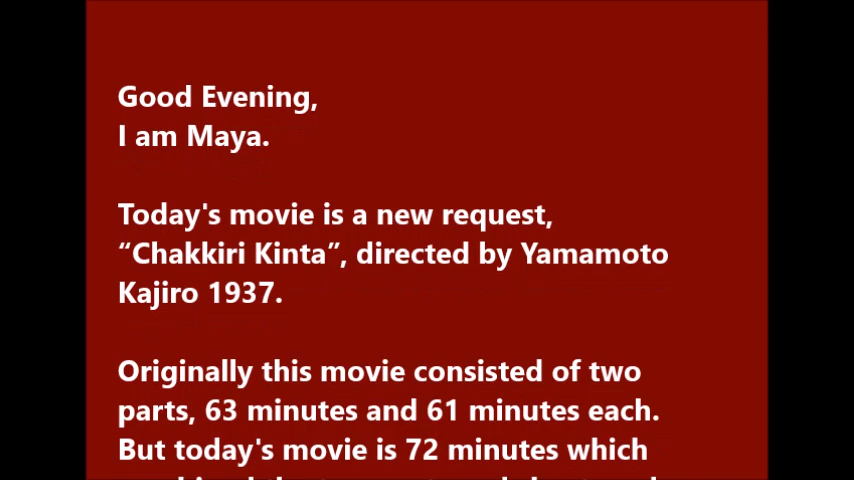 Good Evening,
I am Maya.
Today's movie is a new request,
“Chakkiri Kinta”, directed by Yamamoto
Kajiro 1937.
Originally this movie consisted of two
parts, 63 minutes and 61 minutes each.
But today's movie is 72 minutes which